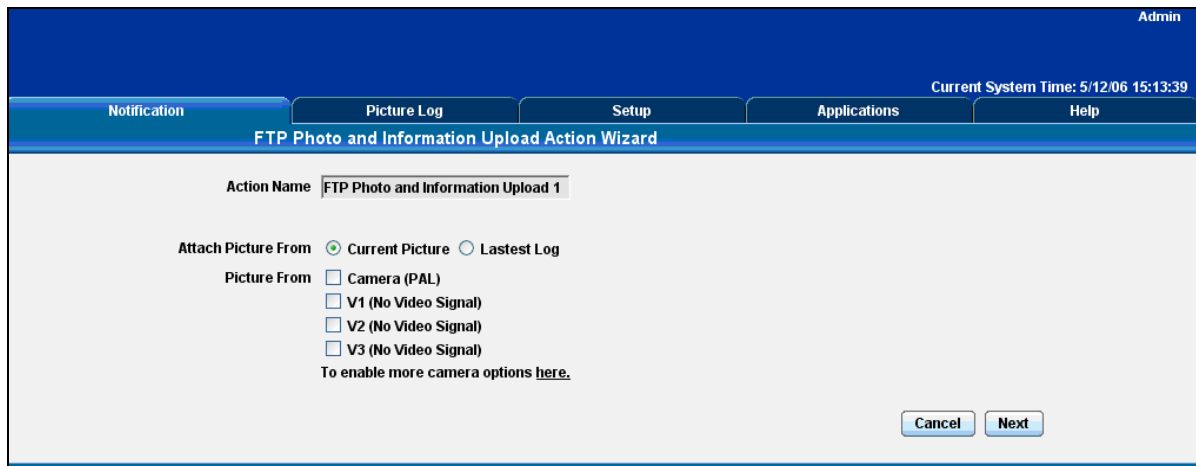 Admin
Current System Time: 5/12/06 15:13:39
Notification Picture Log Setup Applications Help
FTP Photo and Information Upload Action Wizard
Action Name FTP Photo and Information Upload 1
Attach Picture From Current Picture Lastest Log
Picture From Camera (PAL)
V1 (No Video Signal)
V2 (No Video Signal)
V3 (No Video Signal)
To enable more camera options here.
Cancel Next